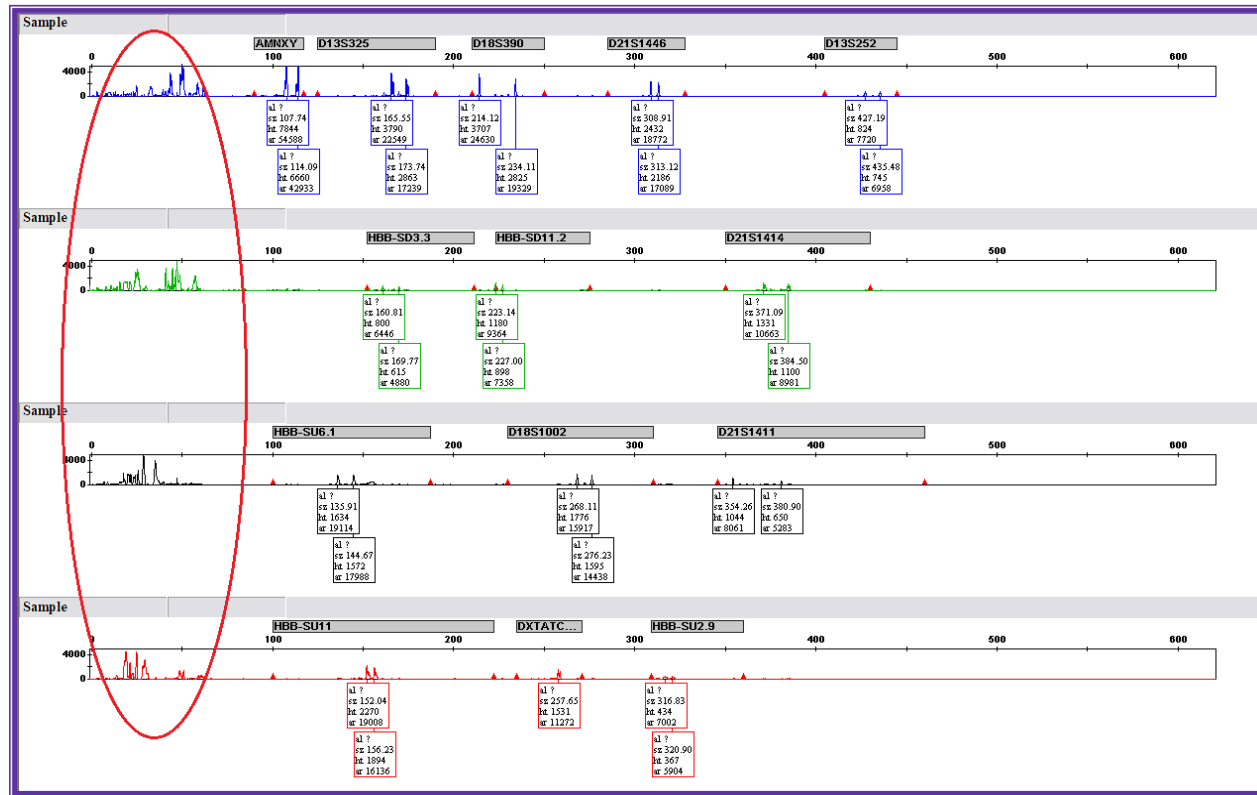 Sample
AMNXY D13S325 D18S390 D21S1446 D13S252
0 100 200 300 400 500 600
4000
0
al ? al ? al ? al ? al ?
sz 107.74 sz 165.55 sz 214.12 sz 308.91 sz 427.19
ht 7844 ht 3790 ht 3707 ht 2432 ht 824
ar 54588 ar 22549 ar 24630 ar 18772 ar 7720
al ? al ? al ? al ? al ?
sz 114.09 sz 173.74 sz 234.11 sz 313.12 sz 435.48
ht 6660 ht 2863 ht 2825 ht 2186 ht 745
ar 42933 ar 17239 ar 19329 ar 17089 ar 6958
Sample
HBB-SD3.3 HBB-SD11.2 D21S1414
0 100 200 300 400 500 600
4000
0
al ? al ? al ?
sz 160.81 sz 223.14 sz 371.09
ht 800 ht 1180 ht 1331
ar 6446 ar 9364 ar 10663
al ? al ? al ?
sz 169.77 sz 227.00 sz 384.50
ht 615 ht 898 ht 1100
ar 4880 ar 7358 ar 8981
Sample
HBB-SU6.1 D18S1002 D21S1411
0 100 200 300 400 500 600
4000
0
al ? al ? al ? al ?
sz 135.91 sz 268.11 sz 354.26 sz 380.90
ht 1634 ht 1776 ht 1044 ht 650
ar 19114 ar 15917 ar 8061 ar 5283
al ? al ?
sz 144.67 sz 276.23
ht 1572 ht 1595
ar 17988 ar 14438
Sample
HBB-SU11 DXTATC... HBB-SU2.9
0 100 200 300 400 500 600
4000
0
al ? al ? al ?
sz 152.04 sz 257.65 sz 316.83
ht 2270 ht 1531 ht 434
ar 19008 ar 11272 ar 7002
al ? al ?
sz 156.23 sz 320.90
ht 1894 ht 367
ar 16136 ar 5904